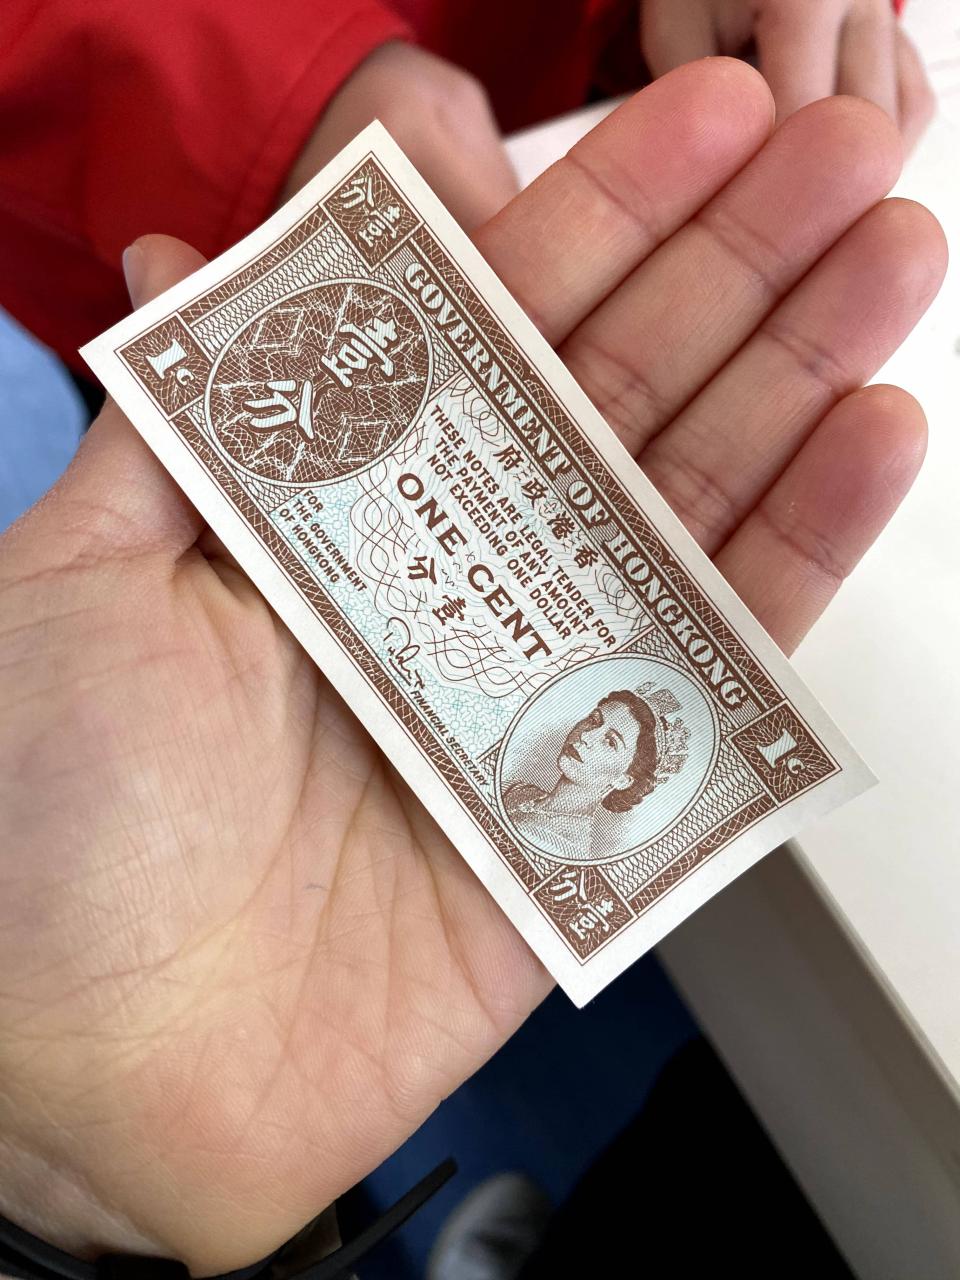 壹分
GOVERNMENT OF HONGKONG
1c
香港政府
THESE NOTES ARE LEGAL TENDER FOR
THE PAYMENT OF ANY AMOUNT
NOT EXCEEDING ONE DOLLAR
壹分
ONE CENT
壹分
FOR
THE GOVERNMENT
OF HONGKONG
FINANCIAL SECRETARY
1c
壹分